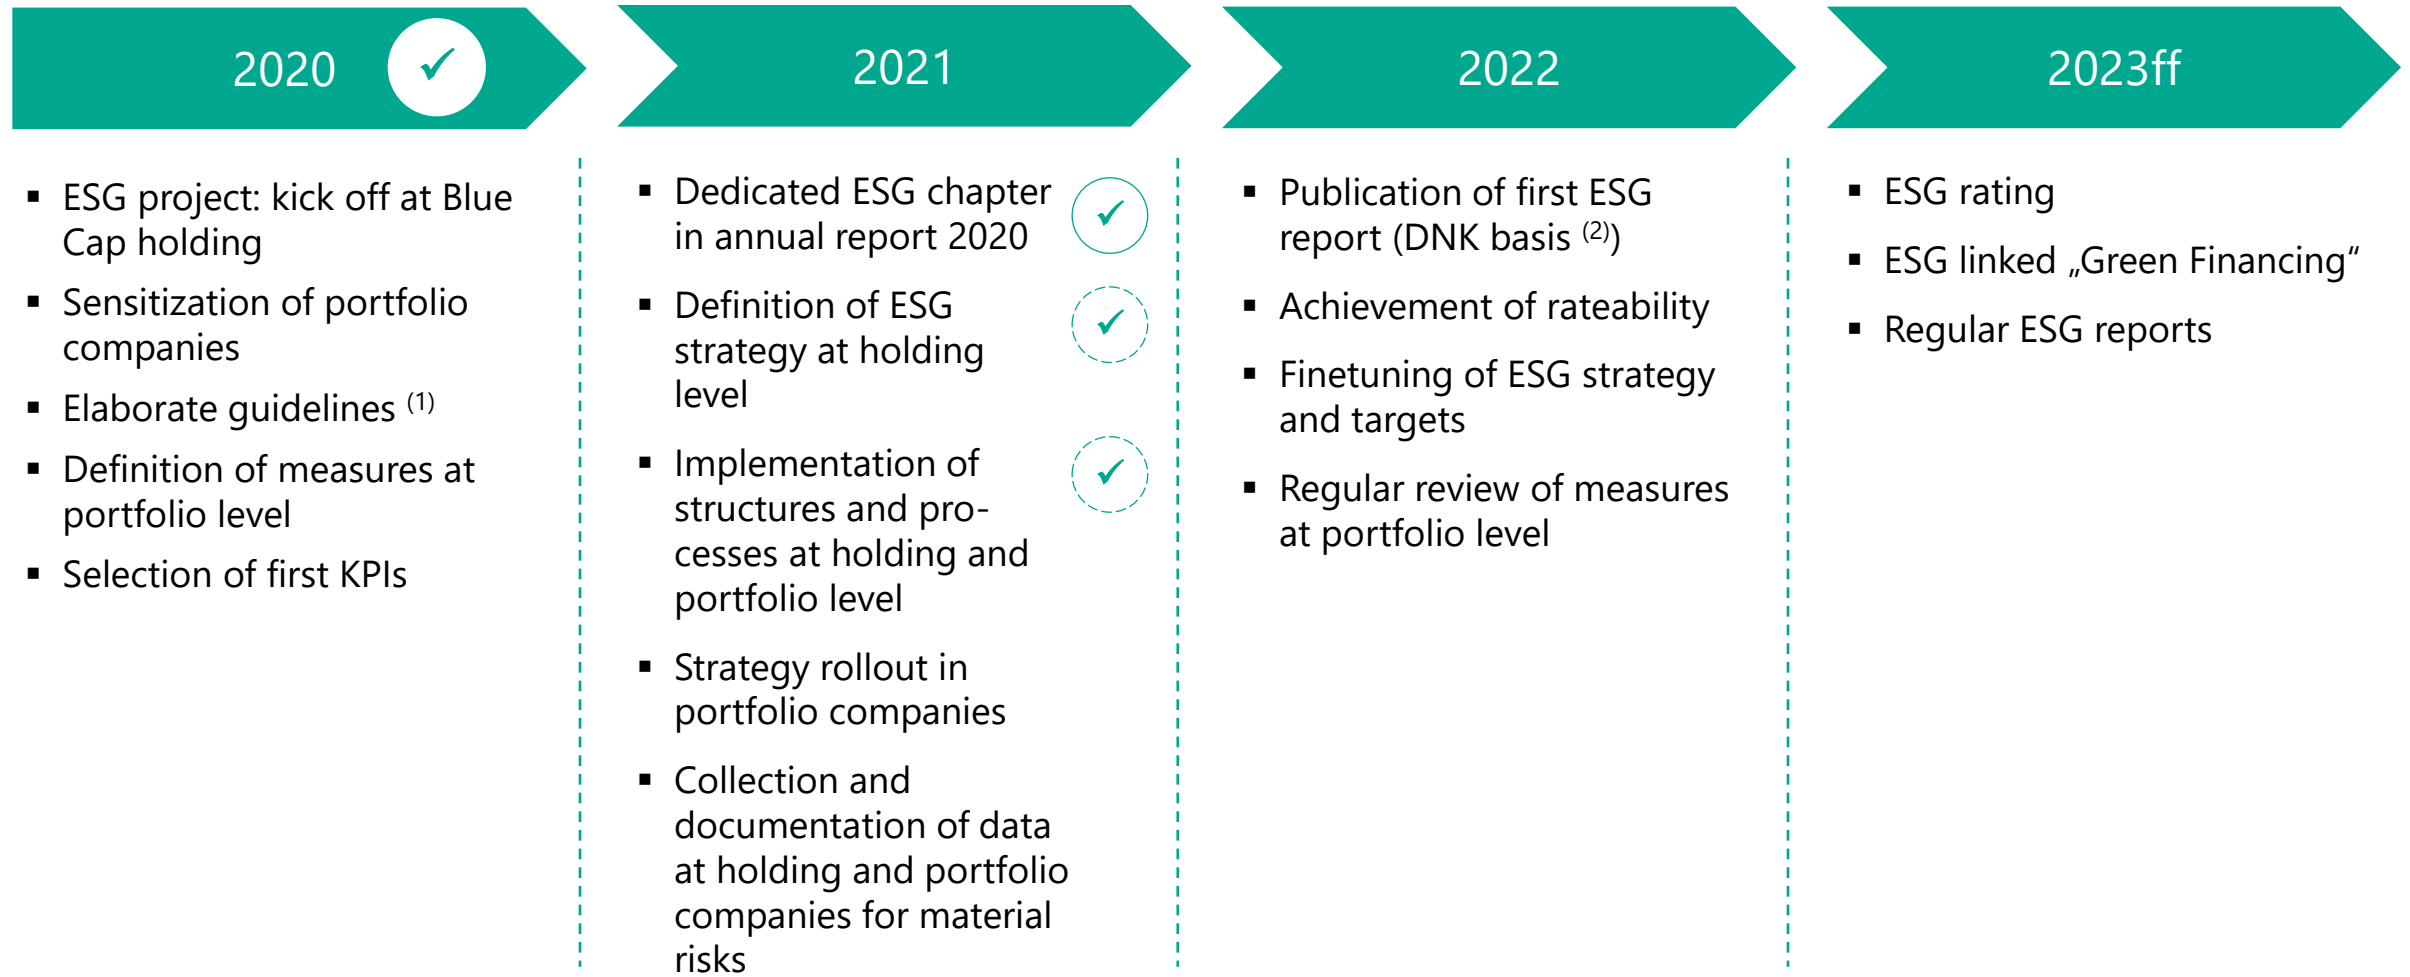 2020 ✓
▪ ESG project: kick off at Blue
Cap holding
▪ Sensitization of portfolio
companies
▪ Elaborate guidelines (1)
▪ Definition of measures at
portfolio level
▪ Selection of first KPIs
2021
▪ Dedicated ESG chapter ✓
in annual report 2020
▪ Definition of ESG ✓
strategy at holding
level
▪ Implementation of ✓
structures and pro-
cesses at holding and
portfolio level
▪ Strategy rollout in
portfolio companies
▪ Collection and
documentation of data
at holding and portfolio
companies for material
risks
2022
▪ Publication of first ESG
report (DNK basis (2))
▪ Achievement of rateability
▪ Finetuning of ESG strategy
and targets
▪ Regular review of measures
at portfolio level
2023ff
▪ ESG rating
▪ ESG linked „Green Financing“
▪ Regular ESG reports